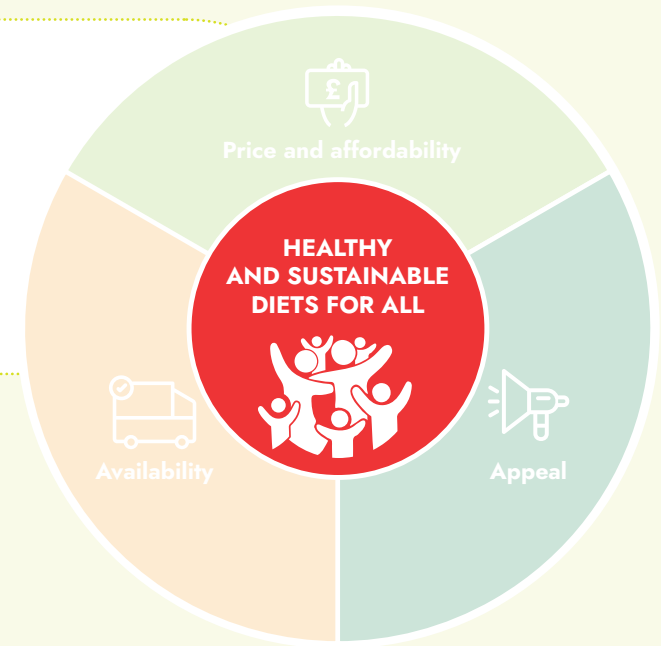 £
Price and affordability
HEALTHY
AND SUSTAINABLE
DIETS FOR ALL
Availability
Appeal